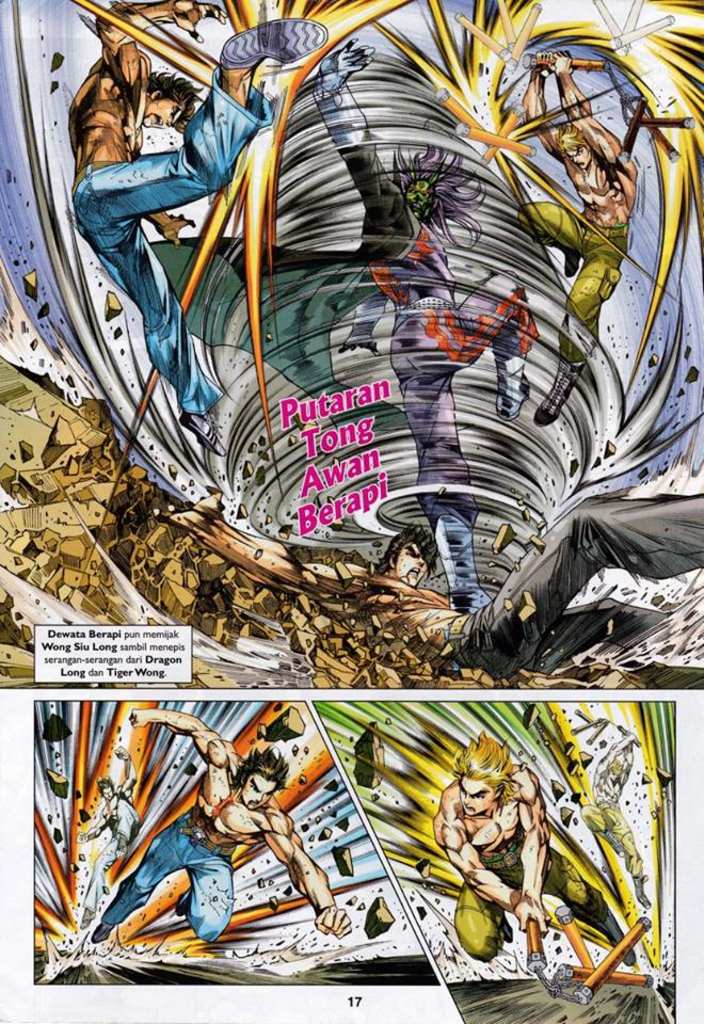 Putaran
Tong
Awan
Berapi
Dewata Berapi pun memijak
Wong Siu Long sambil menepis
serangan-serangan dari Dragon
Long dan Tiger Wong.
17